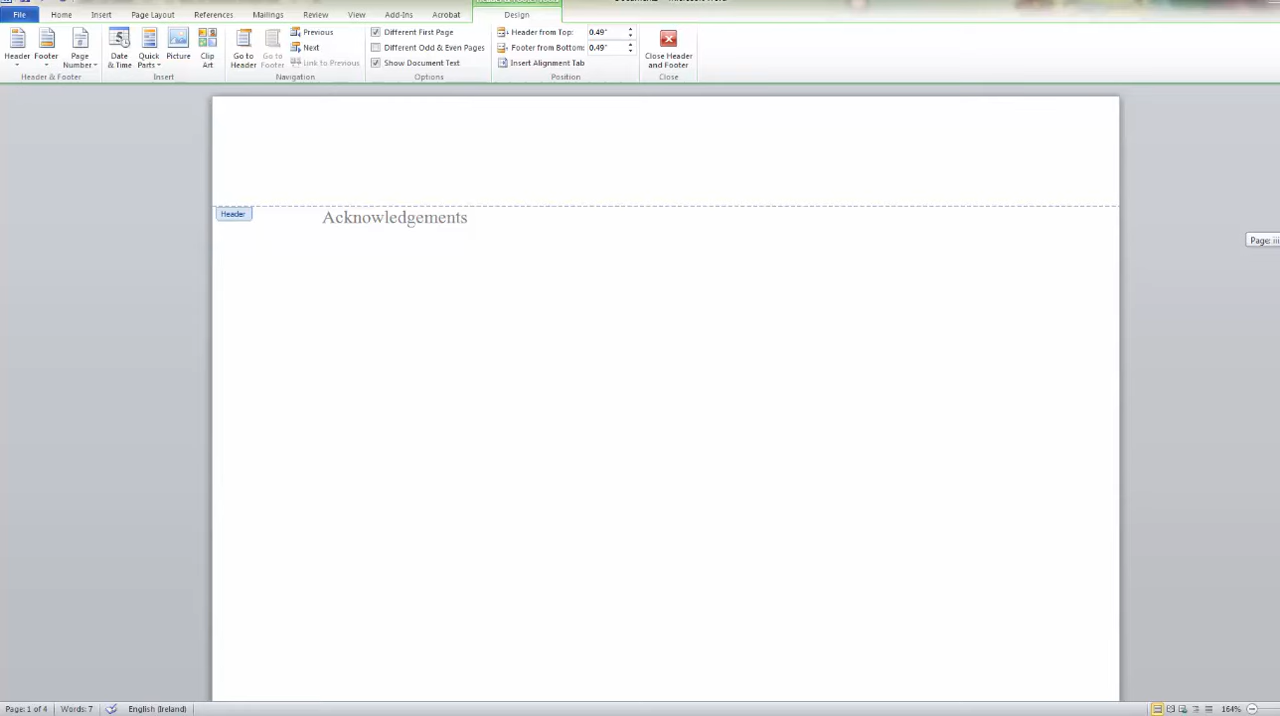 File Home Insert Page Layout References Mailings Review View Add-Ins Acrobat Design
Header Footer Page Number Date & Time Quick Parts Picture Clip Art Go to Header Go to Footer Previous Next Link to Previous
Different First Page
Different Odd & Even Pages
Show Document Text
Header from Top: 0.49"
Footer from Bottom: 0.49"
Insert Alignment Tab
Close Header and Footer
Header & Footer Insert Navigation Options Position Close
Header
Acknowledgements
Page: iii
Page: 1 of 4 Words: 7 English (Ireland) 164%